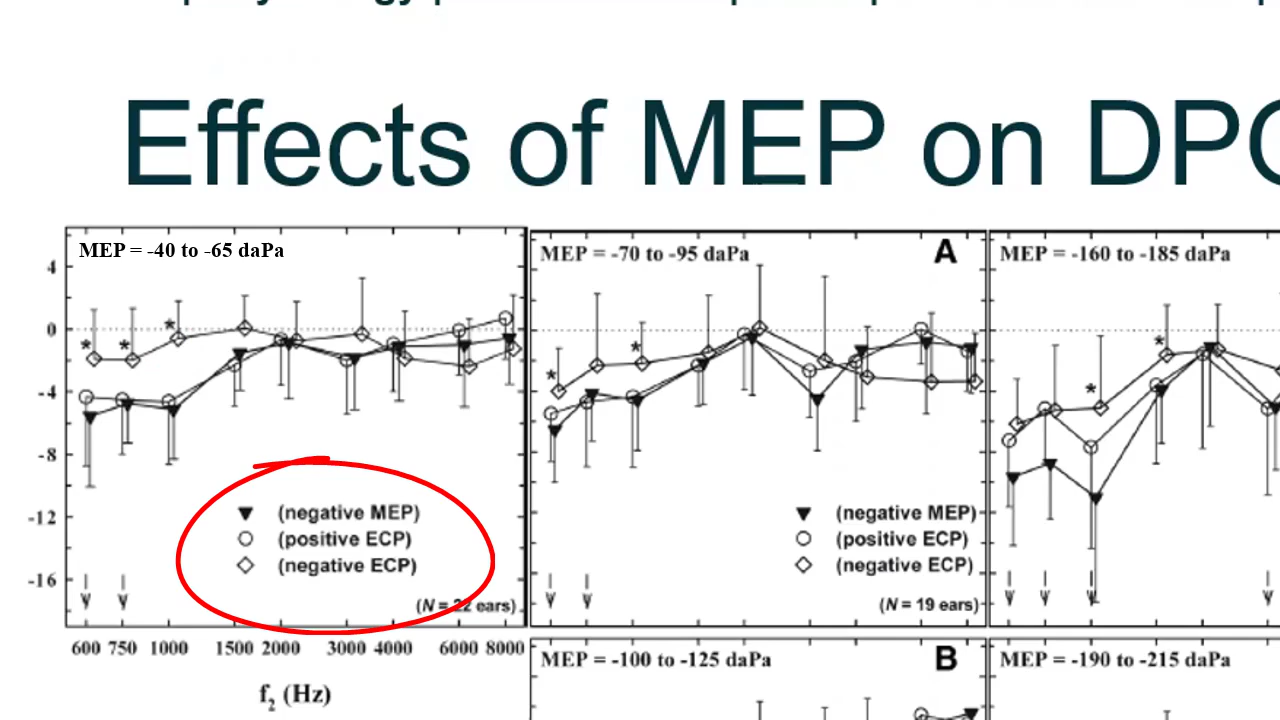 Effects of MEP on DPO
MEP = -40 to -65 daPa
4
0
-4
-8
-12
-16
* * *
(negative MEP)
(positive ECP)
(negative ECP)
(N = 22 ears)
600 750 1000 1500 2000 3000 4000 6000 8000
f2 (Hz)
MEP = -70 to -95 daPa
A
* *
(negative MEP)
(positive ECP)
(negative ECP)
(N = 19 ears)
MEP = -160 to -185 daPa
* *
MEP = -100 to -125 daPa
B
MEP = -190 to -215 daPa